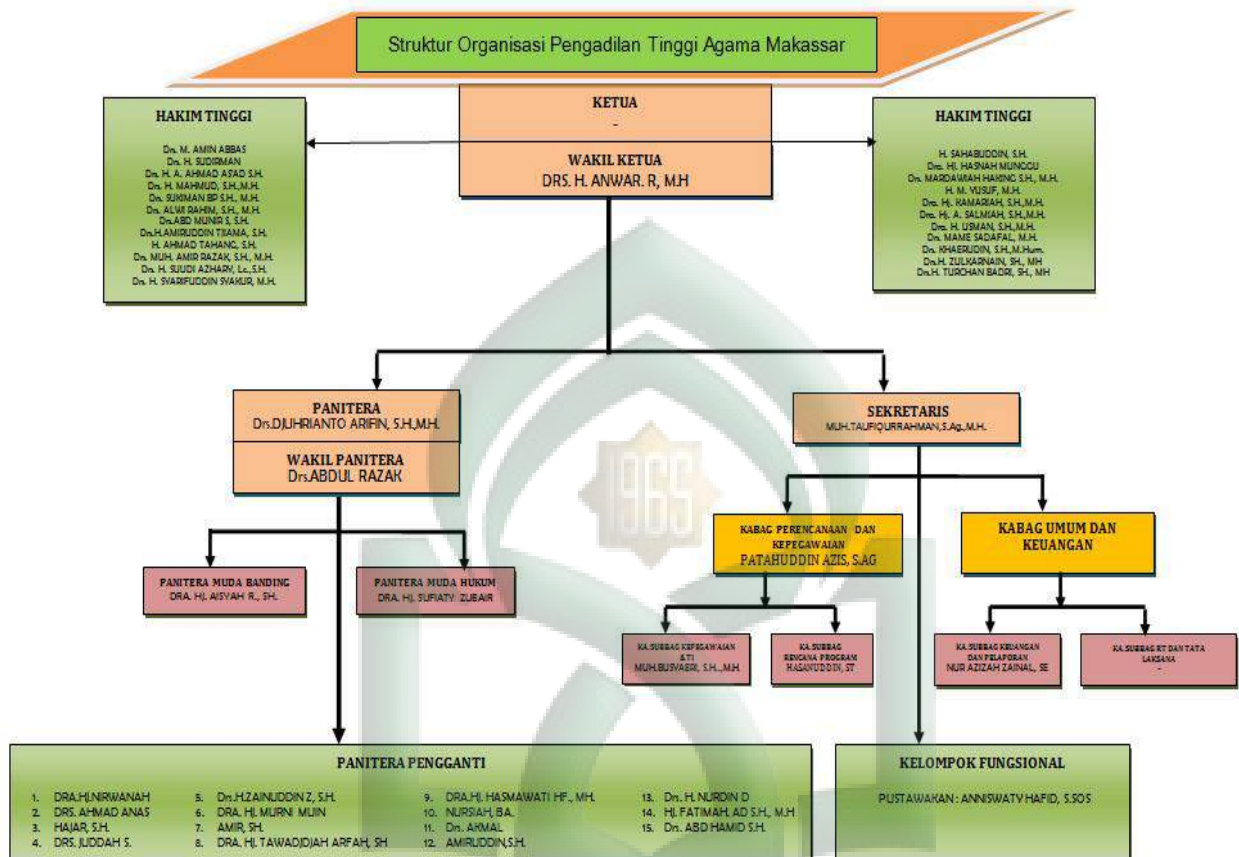 Struktur Organisasi Pengadilan Tinggi Agama Makassar
KETUA
-
WAKIL KETUA
DRS. H. ANWAR. R, M.H
HAKIM TINGGI
Drs. M. AMIN ABBAS
Drs. H. SUDIRMAN
Drs. H. A. AHMAD AS'AD S.H.
Drs. H. MAHMUD, S.H.,M.H.
Drs. SUKIMAN BP S.H., M.H.
Drs. ALWI RAHIM, S.H., M.H.
Drs.ABD MUNIR S, S.H.
Drs.H.AMIRUDDIN TJIAMA, S.H.
H. AHMAD TAHANG, S.H.
Drs. MUH. AMIR RAZAK, S.H., M.H.
Drs. H. SUUDI AZHARY, Lc.,S.H.
Drs. H. SYARIFUDDIN SYAKUR, M.H.
HAKIM TINGGI
H. SAHABUDDIN, S.H.
Dra. HJ. HASNAH MUNGGU
Drs. MARDAWIAH HAKING S.H., M.H.
H. M. YUSUF, M.H.
Dra. Hj. KAMARIAH, S.H.,M.H.
Dra. Hj. A. SALMIAH, S.H.,M.H.
Drs. H. USMAN, S.H.,M.H.
Drs. MAME SADAFAL, M.H.
Drs. KHAERUDIN, S.H.,M.Hum.
Drs.H. ZULKARNAIN, SH., MH
Drs.H. TURCHAN BADRI, SH., MH
PANITERA
Drs.DJUHRIANTO ARIFIN, S.H,M.H.
WAKIL PANITERA
Drs.ABDUL RAZAK
SEKRETARIS
MUH.TAUFIQURRAHMAN,S.Ag.,M.H.
1965
KABAG PERENCANAAN DAN
KEPEGAWAIAN
PATAHUDDIN AZIS, S.AG
KABAG UMUM DAN
KEUANGAN
PANITERA MUDA BANDING
DRA. HJ. AISYAH R., SH.
PANITERA MUDA HUKUM
DRA. HJ. SUFIATY ZUBAIR
KA.SUBBAG KEPEGAWAIAN
&TI
MUH.BUSYAERI, S.H..,M.H.
KA.SUBBAG
RENCANA PROGRAM
HASANUDDIN, ST
KA.SUBBAG KEUANGAN
DAN PELAPORAN
NUR AZIZAH ZAINAL, SE
KA.SUBBAG RT DAN TATA
LAKSANA
-
PANITERA PENGGANTI
1. DRA.HJ.NIRWANAH
2. DRS. AHMAD ANAS
3. HAJAR, S.H.
4. DRS. JUDDAH S.
5. Drs.H.ZAINUDDIN Z, S.H.
6. DRA. HJ. MURNI MUIN
7. AMIR, SH.
8. DRA. HJ. TAWADJDJAH ARFAH, SH
9. DRA.HJ. HASMAWATI HF., MH.
10. NURSIAH, BA.
11. Drs. AKMAL
12. AMIRUDDIN,S.H.
13. Drs. H. NURDIN D
14. HJ. FATIMAH, AD S.H., M.H
15. Drs. ABD HAMID S.H.
KELOMPOK FUNGSIONAL
PUSTAWAKAN : ANNISWATY HAFID, S.SOS